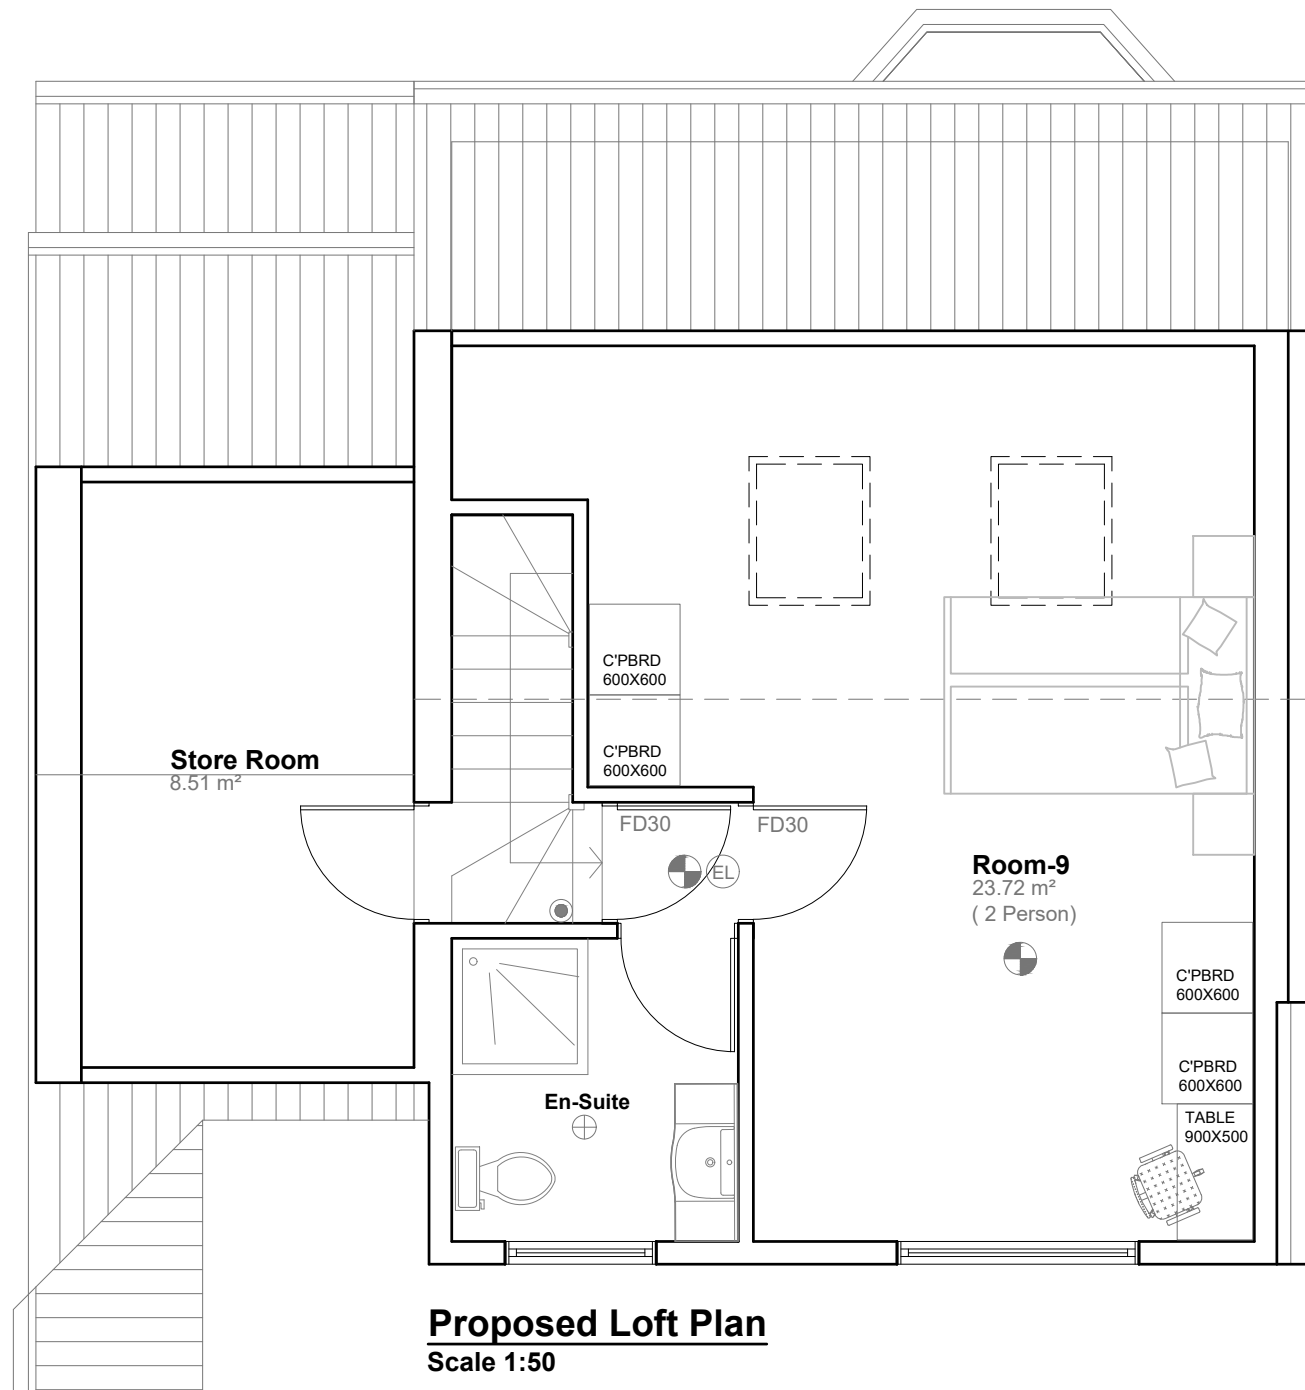 C'PBRD
600X600
C'PBRD
600X600
Store Room
8.51 m²
FD30
FD30
EL
Room-9
23.72 m²
( 2 Person)
C'PBRD
600X600
C'PBRD
600X600
TABLE
900X500
En-Suite
Proposed Loft Plan
Scale 1:50